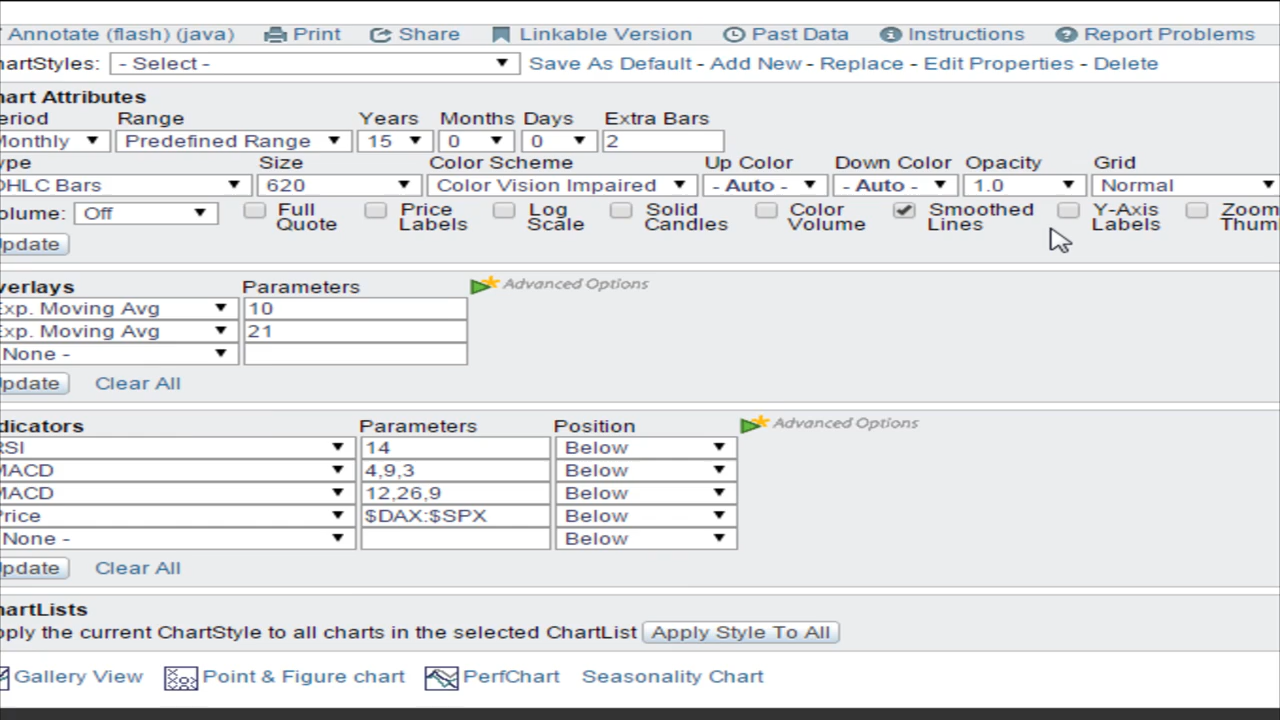 Annotate (flash) (java) Print Share Linkable Version Past Data Instructions Report Problems
hartStyles: - Select - Save As Default - Add New - Replace - Edit Properties - Delete
hart Attributes
eriod Range Years Months Days Extra Bars
Monthly Predefined Range 15 0 0 2
ype Size Color Scheme Up Color Down Color Opacity Grid
OHLC Bars 620 Color Vision Impaired - Auto - - Auto - 1.0 Normal
olume: Off Full Quote Price Labels Log Scale Solid Candles Color Volume Smoothed Lines Y-Axis Labels Zoom Thum
pdate
verlays Parameters Advanced Options
Exp. Moving Avg 10
Exp. Moving Avg 21
None -
pdate Clear All
dicators Parameters Position Advanced Options
RSI 14 Below
MACD 4,9,3 Below
MACD 12,26,9 Below
Price $DAX:$SPX Below
None - Below
pdate Clear All
hartLists
pply the current ChartStyle to all charts in the selected ChartList Apply Style To All
Gallery View Point & Figure chart PerfChart Seasonality Chart